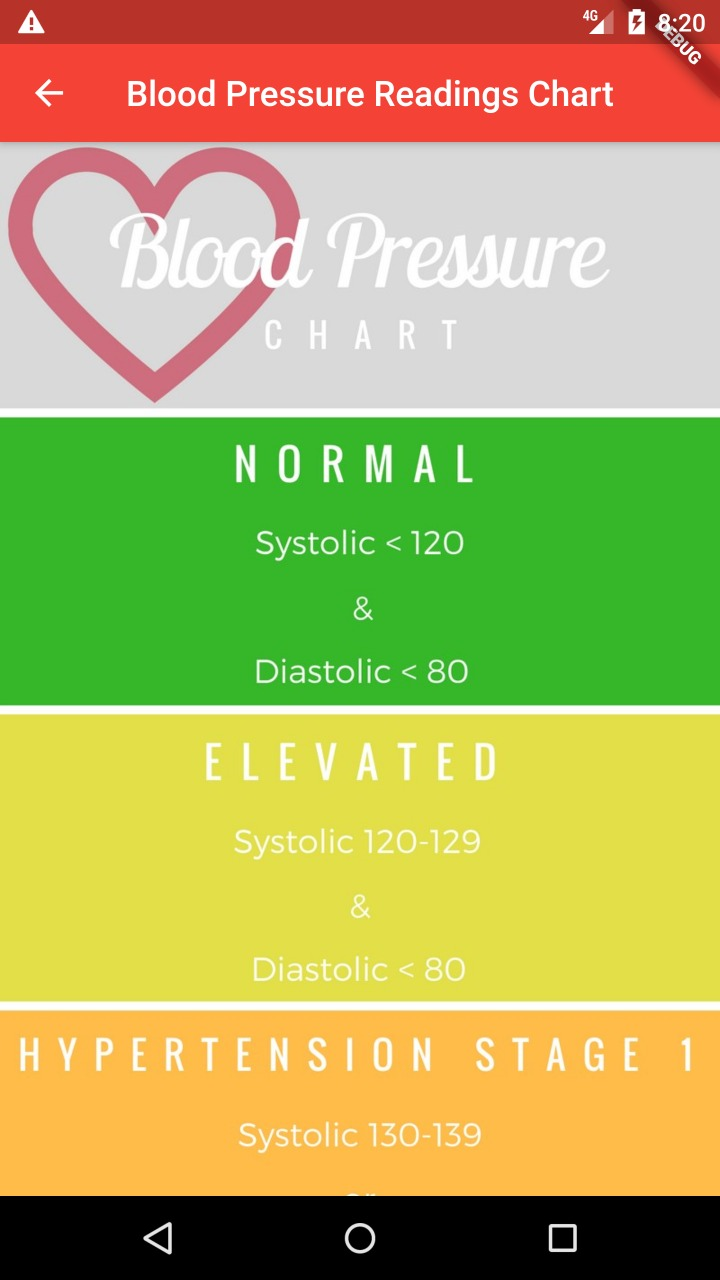 4G 8:20
DEBUG
Blood Pressure Readings Chart
Blood Pressure
CHART
NORMAL
Systolic < 120
&
Diastolic < 80
ELEVATED
Systolic 120-129
&
Diastolic < 80
HYPERTENSION STAGE 1
Systolic 130-139